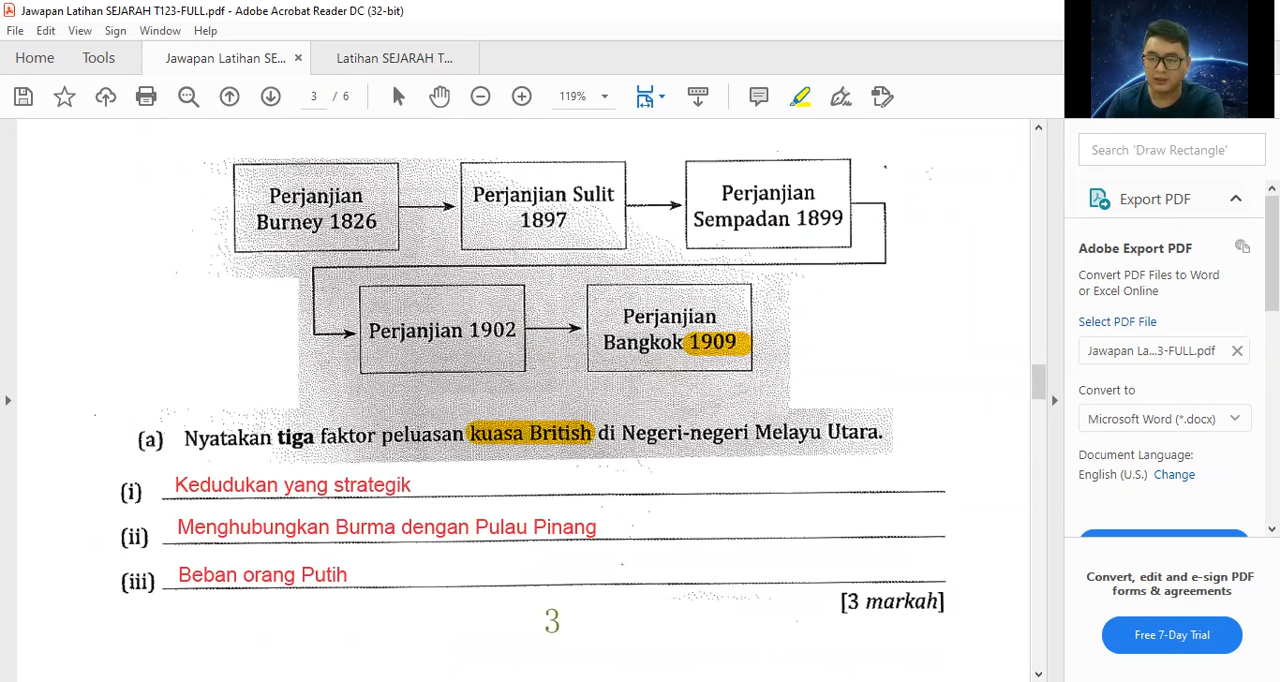 Jawapan Latihan SEJARAH T123-FULL.pdf - Adobe Acrobat Reader DC (32-bit)
File Edit View Sign Window Help
Home Tools Jawapan Latihan SE... × Latihan SEJARAH T...
3 / 6 119%
Perjanjian
Burney 1826
Perjanjian Sulit
1897
Perjanjian
Sempadan 1899
Perjanjian 1902
Perjanjian
Bangkok 1909
(a) Nyatakan tiga faktor peluasan kuasa British di Negeri-negeri Melayu Utara.
(i) Kedudukan yang strategik
(ii) Menghubungkan Burma dengan Pulau Pinang
(iii) Beban orang Putih
[3 markah]
3
Search 'Draw Rectangle'
Export PDF
Adobe Export PDF
Convert PDF Files to Word
or Excel Online
Select PDF File
Jawapan La...3-FULL.pdf
Convert to
Microsoft Word (*.docx)
Document Language:
English (U.S.) Change
Convert, edit and e-sign PDF
forms & agreements
Free 7-Day Trial